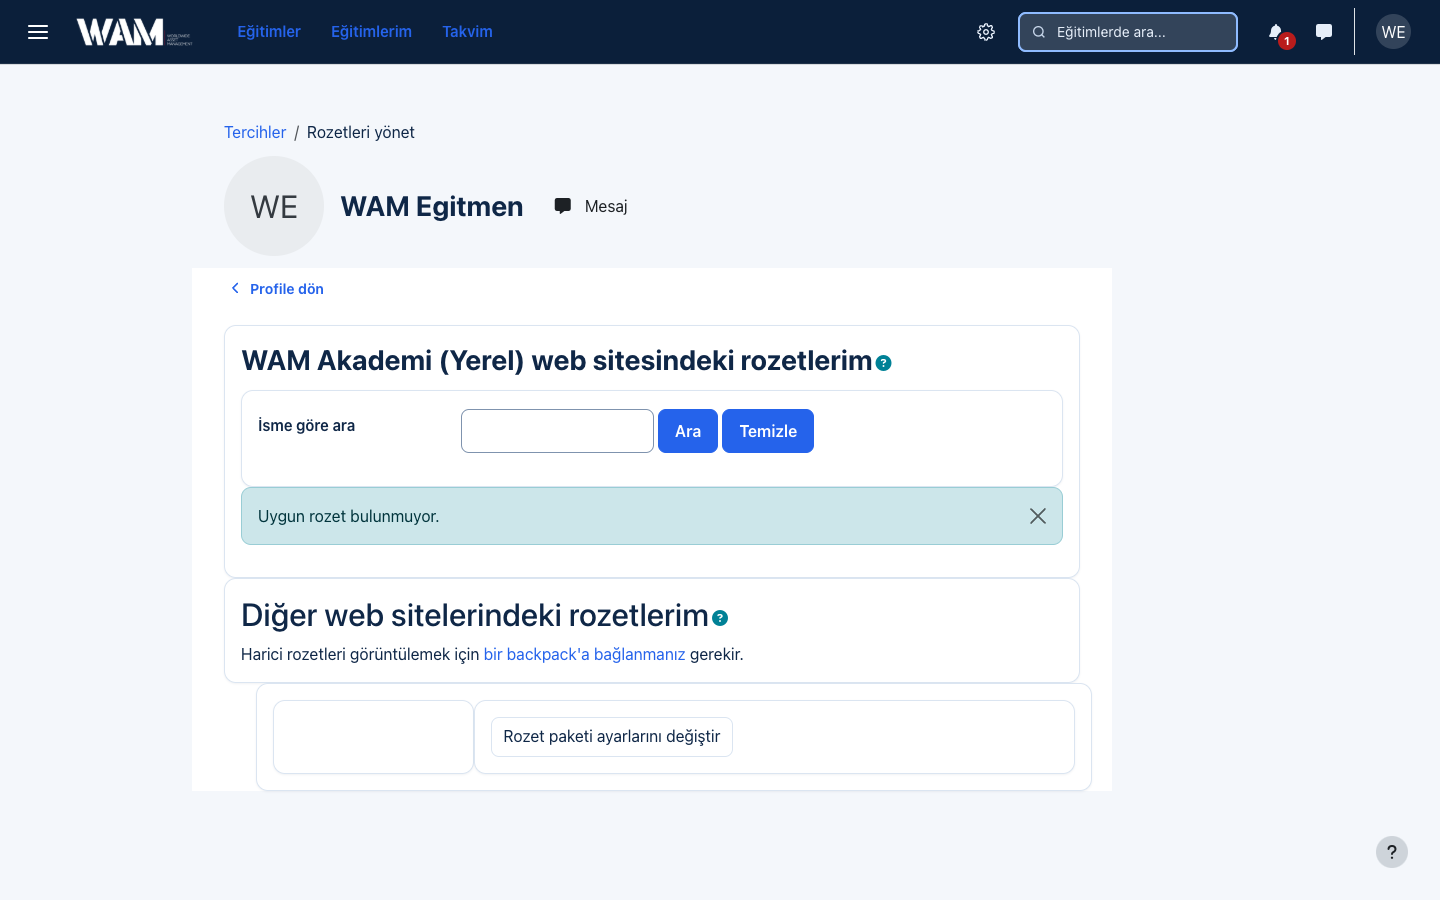 WAM
Eğitimler
Eğitimlerim
Takvim
Eğitimlerde ara...
1
WE
Tercihler / Rozetleri yönet
WE
WAM Egitmen
Mesaj
Profile dön
WAM Akademi (Yerel) web sitesindeki rozetlerim
?
İsme göre ara
Ara
Temizle
Uygun rozet bulunmuyor.
Diğer web sitelerindeki rozetlerim
?
Harici rozetleri görüntülemek için bir backpack'a bağlanmanız gerekir.
Rozet paketi ayarlarını değiştir
?